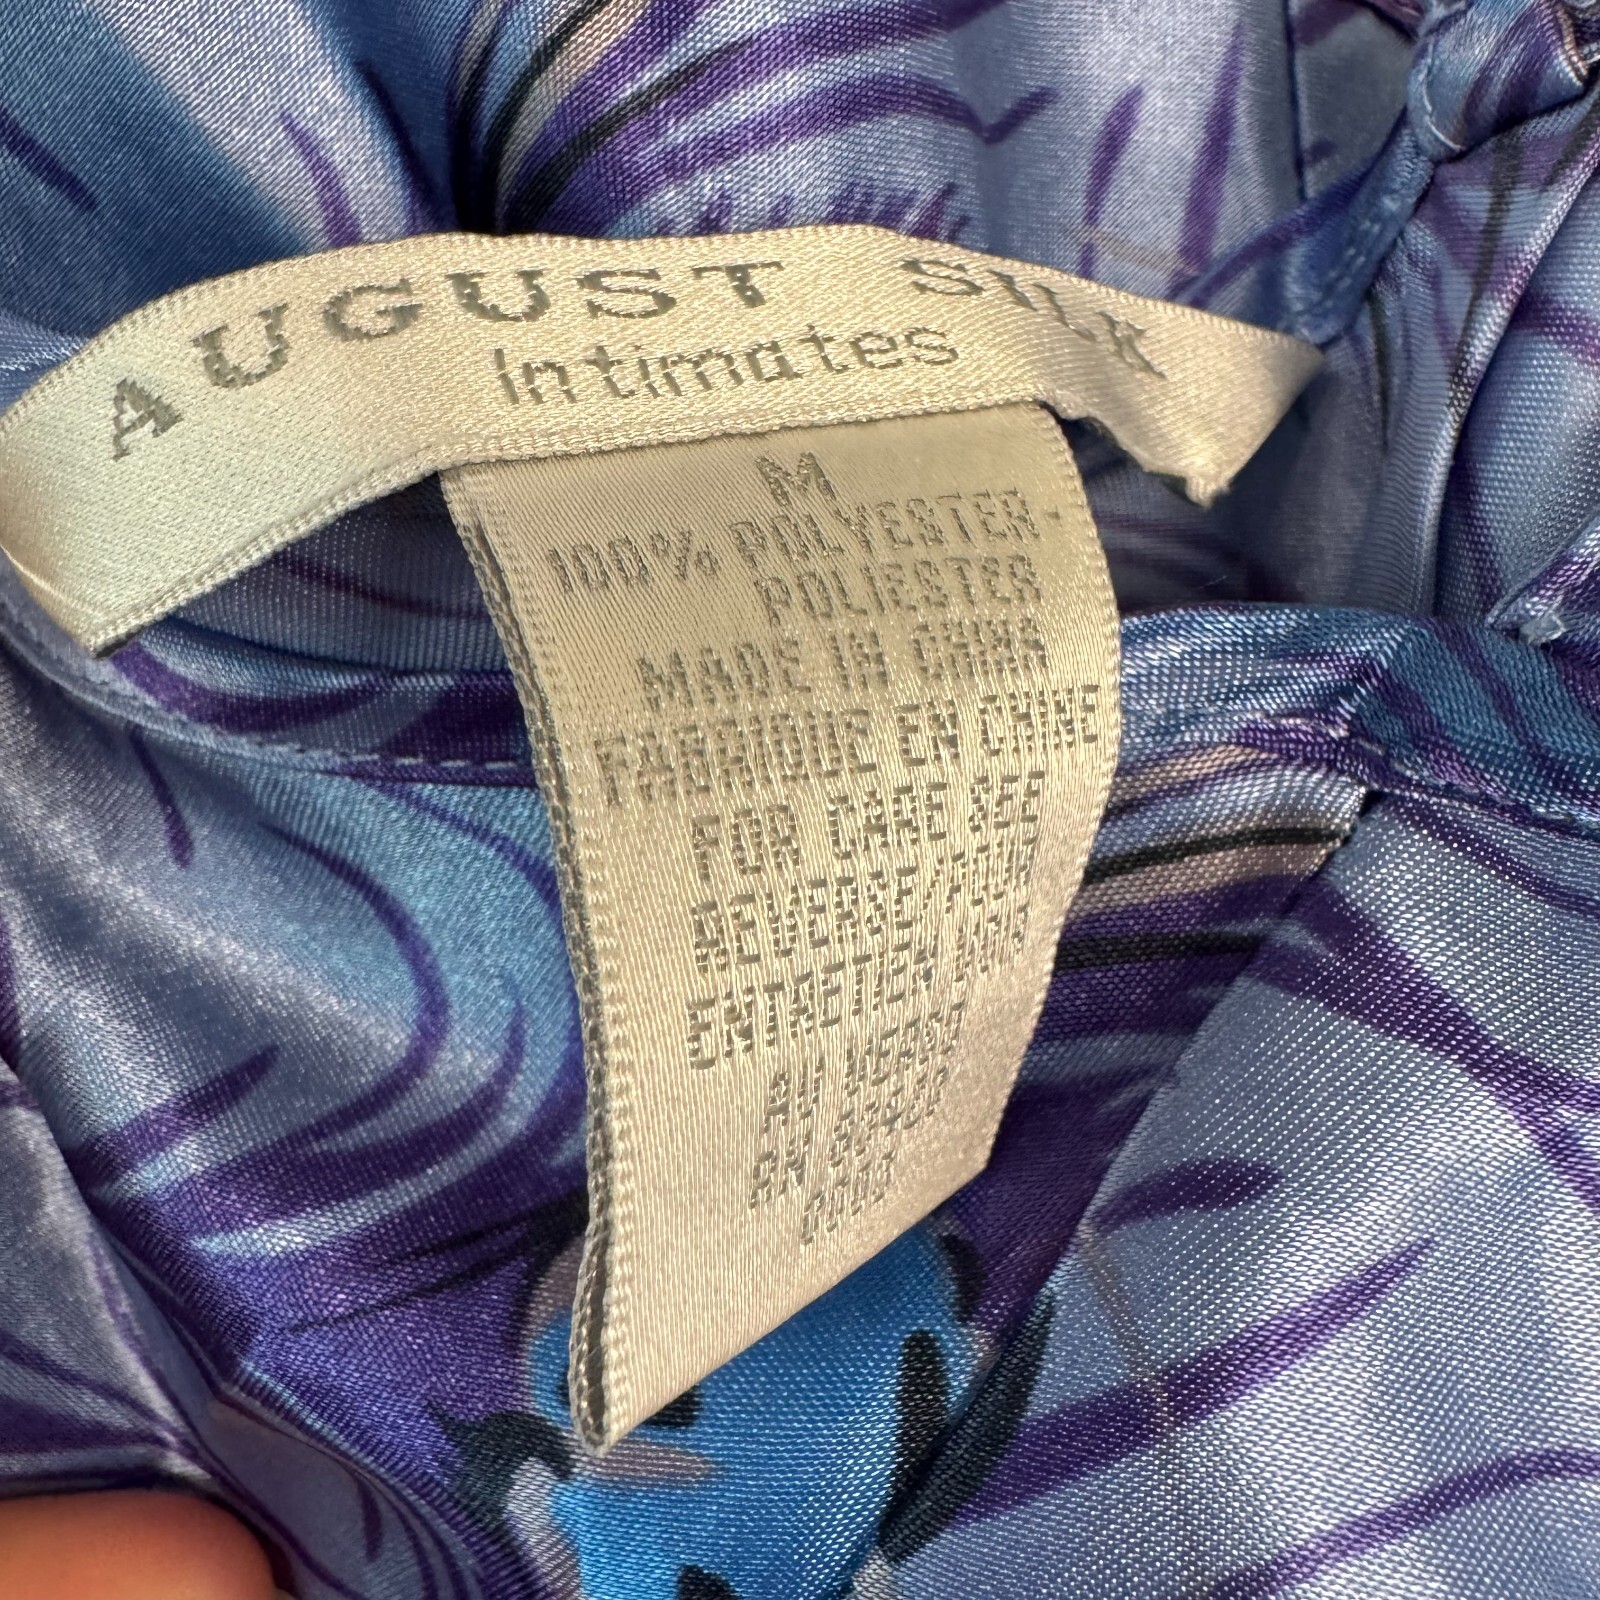 AUGUST SILK
Intimates
M
100% POLYESTER
POLIESTER
MADE IN CHINA
FABRIQUE EN CHINE
FOR CARE SEE
REVERSE/POUR
ENTRETIEN
AU VERSO